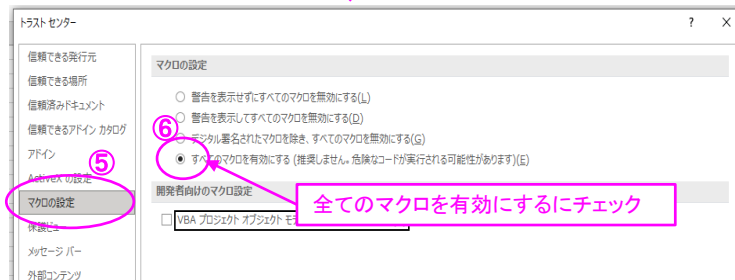 トラスト センター
? ×
信頼できる発行元
信頼できる場所
信頼済みドキュメント
信頼できるアドイン カタログ
アドイン
⑤
ActiveX の設定
マクロの設定
保護ビュー
メッセージ バー
外部コンテンツ
マクロの設定
警告を表示せずにすべてのマクロを無効にする(L)
警告を表示してすべてのマクロを無効にする(D)
⑥
デジタル署名されたマクロを除き、すべてのマクロを無効にする(G)
すべてのマクロを有効にする (推奨しません。危険なコードが実行される可能性があります)(E)
開発者向けのマクロ設定
全てのマクロを有効にするにチェック
VBA プロジェクト オブジェクト モデ